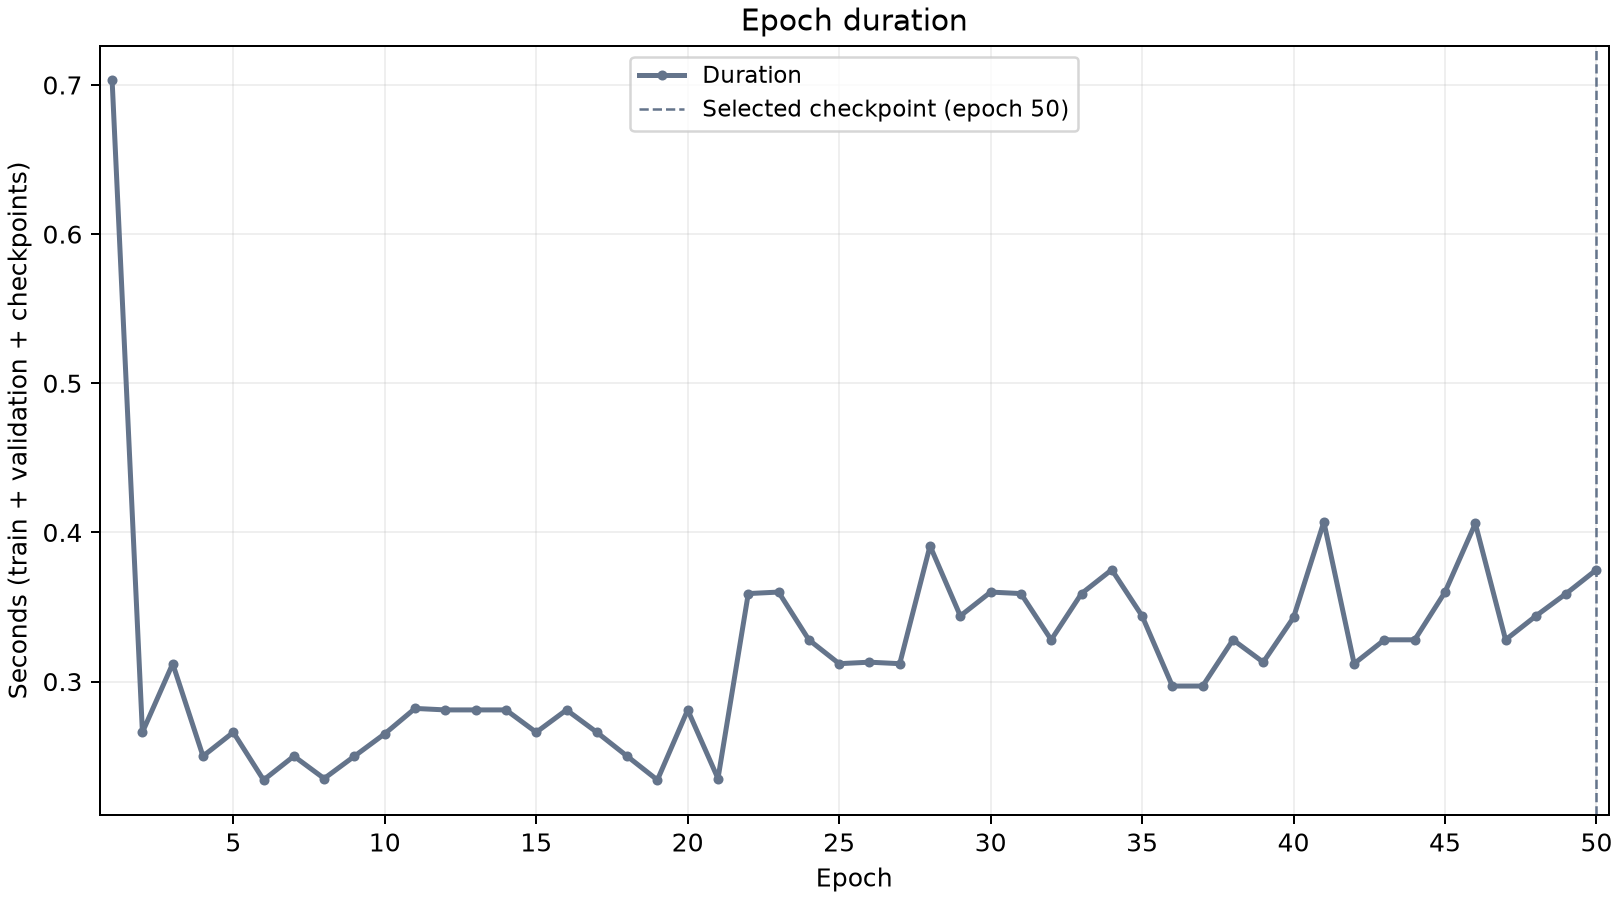 Epoch duration
Duration
Selected checkpoint (epoch 50)
Seconds (train + validation + checkpoints)
0.7
0.6
0.5
0.4
0.3
5 10 15 20 25 30 35 40 45 50
Epoch